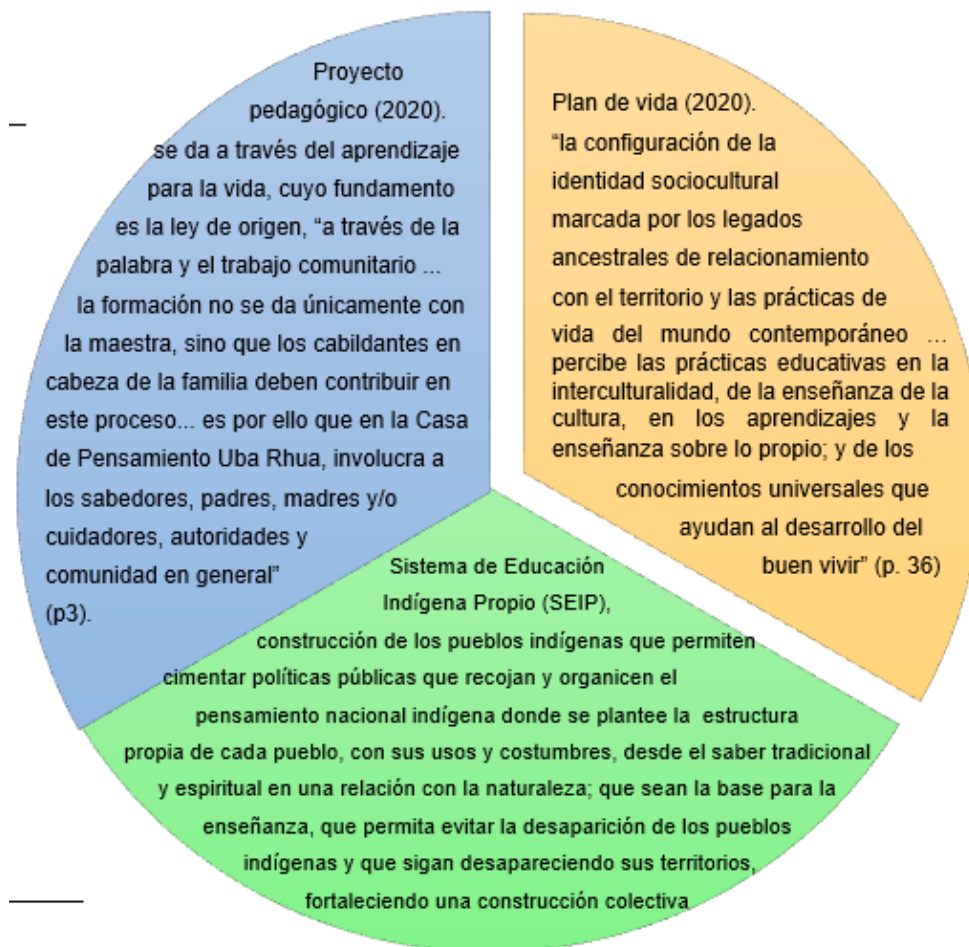 Proyecto
pedagógico (2020).
se da a través del aprendizaje
para la vida, cuyo fundamento
es la ley de origen, “a través de la
palabra y el trabajo comunitario ...
la formación no se da únicamente con
la maestra, sino que los cabildantes en
cabeza de la familia deben contribuir en
este proceso... es por ello que en la Casa
de Pensamiento Uba Rhua, involucra a
los sabedores, padres, madres y/o
cuidadores, autoridades y
comunidad en general”
(p3).
Plan de vida (2020).
“la configuración de la
identidad sociocultural
marcada por los legados
ancestrales de relacionamiento
con el territorio y las prácticas de
vida del mundo contemporáneo ...
percibe las prácticas educativas en la
interculturalidad, de la enseñanza de la
cultura, en los aprendizajes y la
enseñanza sobre lo propio; y de los
conocimientos universales que
ayudan al desarrollo del
buen vivir” (p. 36)
Sistema de Educación
Indígena Propio (SEIP),
construcción de los pueblos indígenas que permiten
cimentar políticas públicas que recojan y organicen el
pensamiento nacional indígena donde se plantee la estructura
propia de cada pueblo, con sus usos y costumbres, desde el saber tradicional
y espiritual en una relación con la naturaleza; que sean la base para la
enseñanza, que permita evitar la desaparición de los pueblos
indígenas y que sigan desapareciendo sus territorios,
fortaleciendo una construcción colectiva